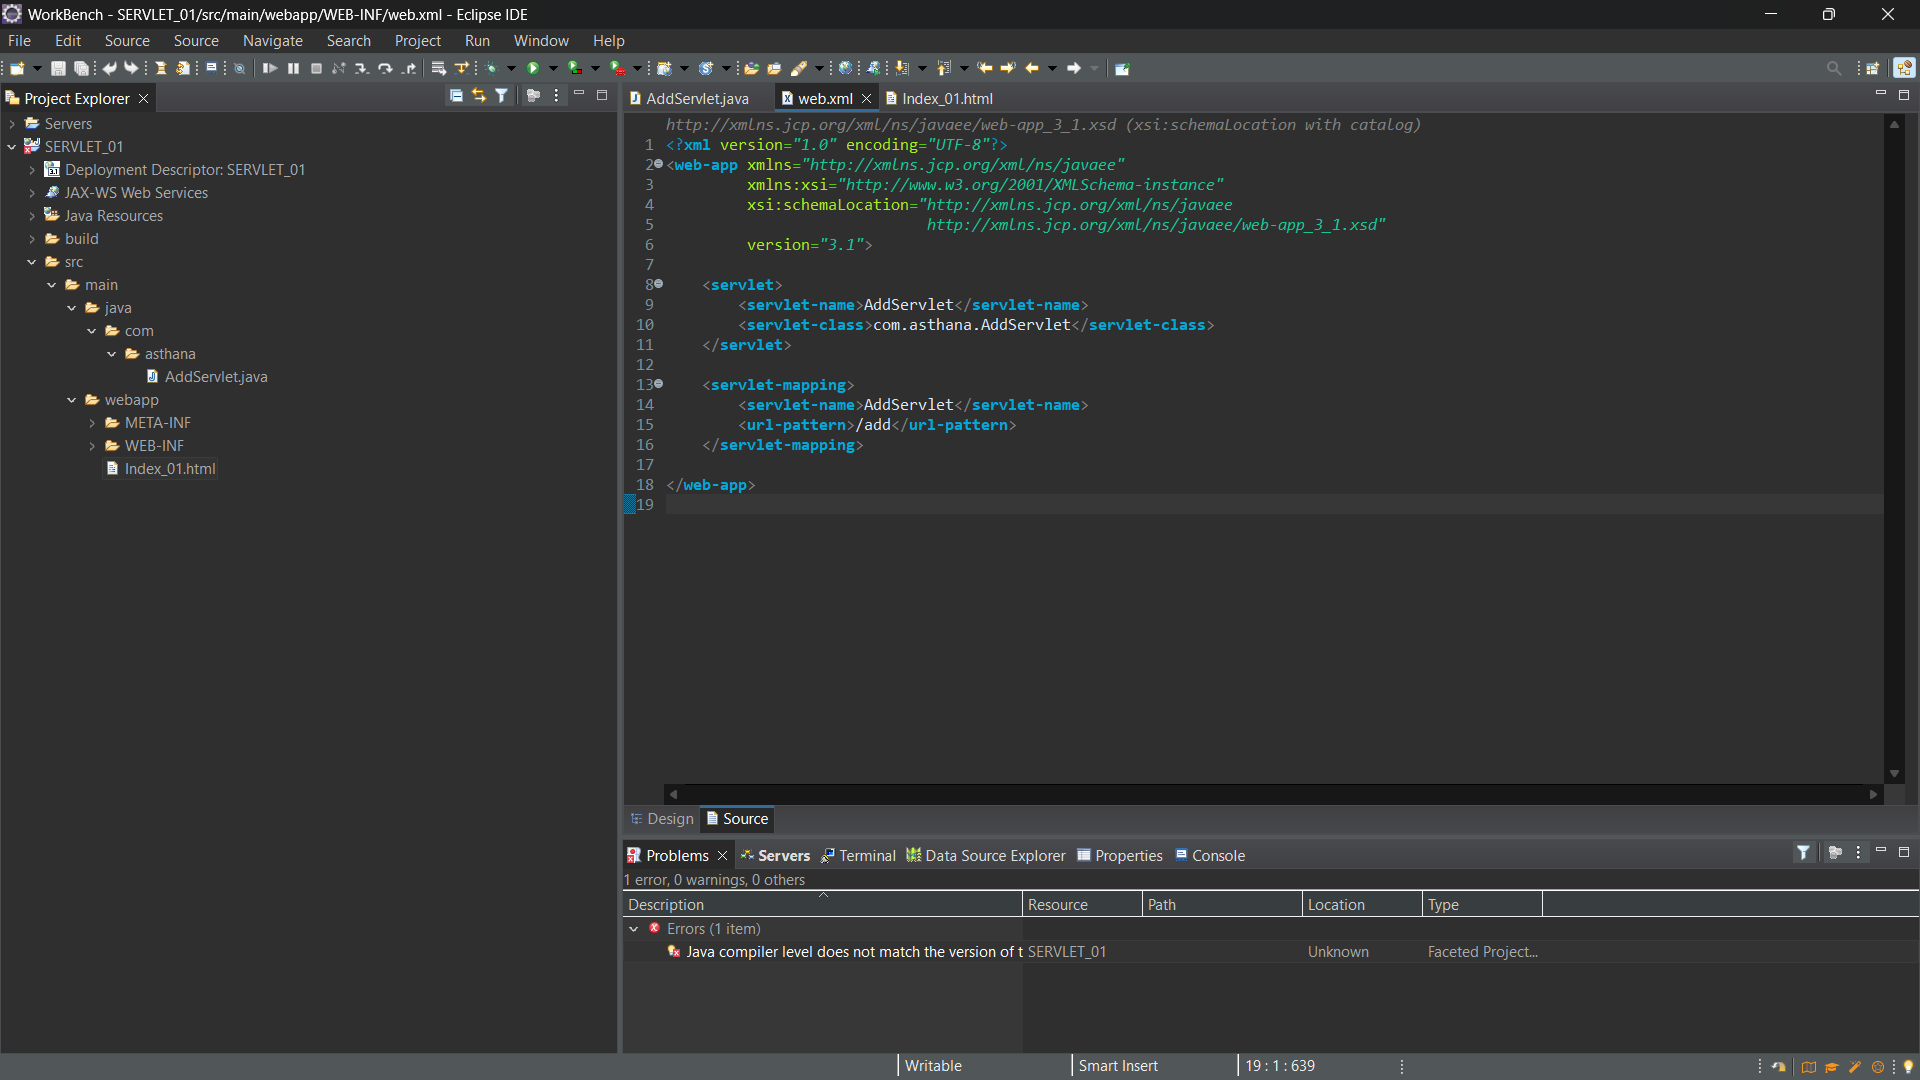 WorkBench - SERVLET_01/src/main/webapp/WEB-INF/web.xml - Eclipse IDE
File Edit Source Source Navigate Search Project Run Window Help
Project Explorer
Servers
SERVLET_01
Deployment Descriptor: SERVLET_01
JAX-WS Web Services
Java Resources
build
src
main
java
com
asthana
AddServlet.java
webapp
META-INF
WEB-INF
Index_01.html
AddServlet.java web.xml Index_01.html
http://xmlns.jcp.org/xml/ns/javaee/web-app_3_1.xsd (xsi:schemaLocation with catalog)
1 <?xml version="1.0" encoding="UTF-8"?>
2 <web-app xmlns="http://xmlns.jcp.org/xml/ns/javaee"
3 xmlns:xsi="http://www.w3.org/2001/XMLSchema-instance"
4 xsi:schemaLocation="http://xmlns.jcp.org/xml/ns/javaee
5 http://xmlns.jcp.org/xml/ns/javaee/web-app_3_1.xsd"
6 version="3.1">
7
8 <servlet>
9 <servlet-name>AddServlet</servlet-name>
10 <servlet-class>com.asthana.AddServlet</servlet-class>
11 </servlet>
12
13 <servlet-mapping>
14 <servlet-name>AddServlet</servlet-name>
15 <url-pattern>/add</url-pattern>
16 </servlet-mapping>
17
18 </web-app>
19
Design Source
Problems Servers Terminal Data Source Explorer Properties Console
1 error, 0 warnings, 0 others
Description Resource Path Location Type
Errors (1 item)
Java compiler level does not match the version of t SERVLET_01 Unknown Faceted Project...
Writable Smart Insert 19 : 1 : 639